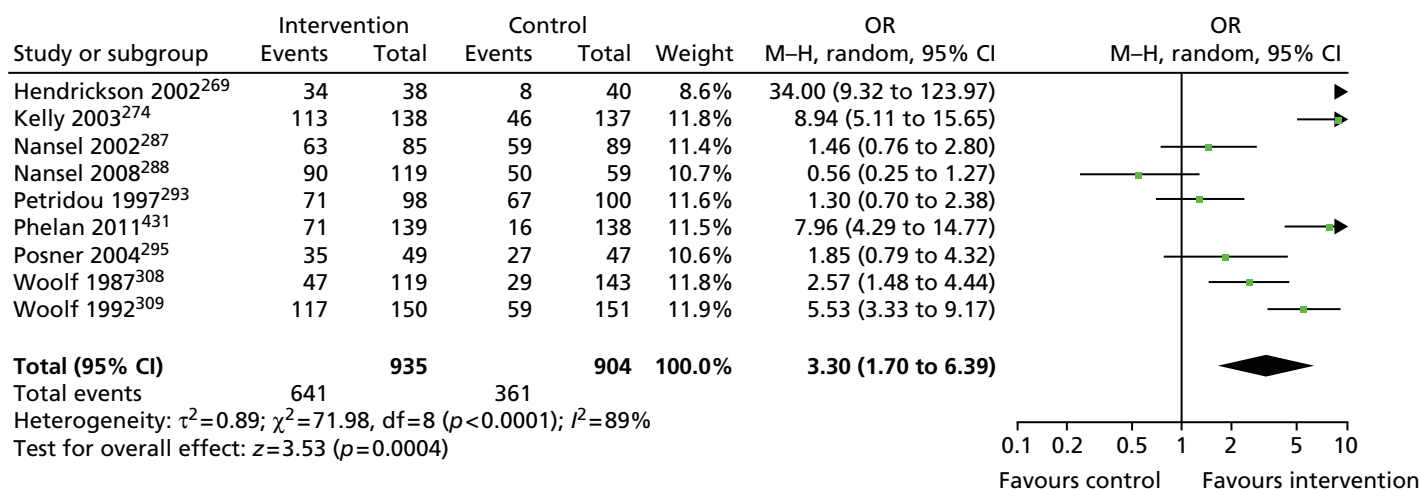 Intervention Control OR OR
Study or subgroup Events Total Events Total Weight M–H, random, 95% CI M–H, random, 95% CI
Hendrickson 2002²⁶⁹ 34 38 8 40 8.6% 34.00 (9.32 to 123.97)
Kelly 2003²⁷⁴ 113 138 46 137 11.8% 8.94 (5.11 to 15.65)
Nansel 2002²⁸⁷ 63 85 59 89 11.4% 1.46 (0.76 to 2.80)
Nansel 2008²⁸⁸ 90 119 50 59 10.7% 0.56 (0.25 to 1.27)
Petridou 1997²⁹³ 71 98 67 100 11.6% 1.30 (0.70 to 2.38)
Phelan 2011⁴³¹ 71 139 16 138 11.5% 7.96 (4.29 to 14.77)
Posner 2004²⁹⁵ 35 49 27 47 10.6% 1.85 (0.79 to 4.32)
Woolf 1987³⁰⁸ 47 119 29 143 11.8% 2.57 (1.48 to 4.44)
Woolf 1992³⁰⁹ 117 150 59 151 11.9% 5.53 (3.33 to 9.17)
Total (95% CI) 935 904 100.0% 3.30 (1.70 to 6.39)
Total events 641 361
Heterogeneity: τ²=0.89; χ²=71.98, df=8 (p<0.0001); I²=89%
Test for overall effect: z=3.53 (p=0.0004)
0.1 0.2 0.5 1 2 5 10
Favours control Favours intervention